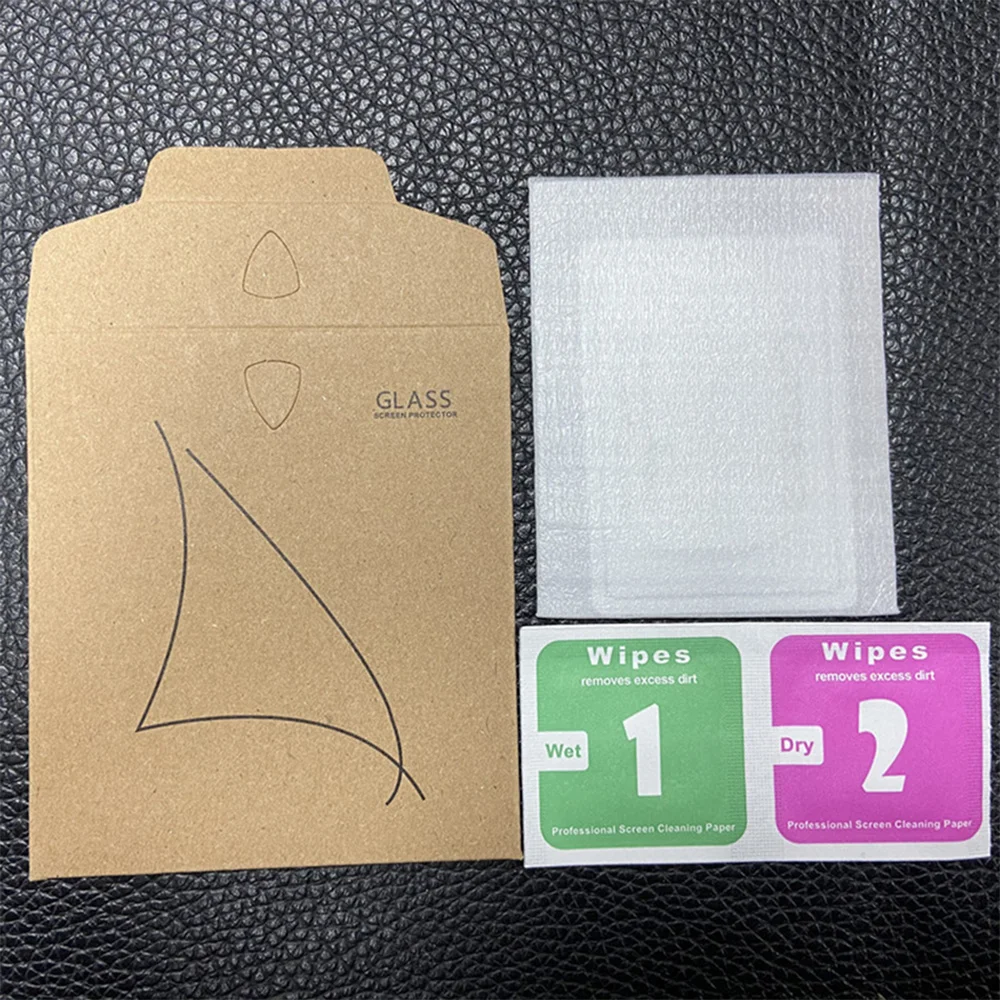 GLASS
SCREEN PROTECTOR
Wipes
removes excess dirt
Wet
1
Professional Screen Cleaning Paper
Wipes
removes excess dirt
Dry
2
Professional Screen Cleaning Paper